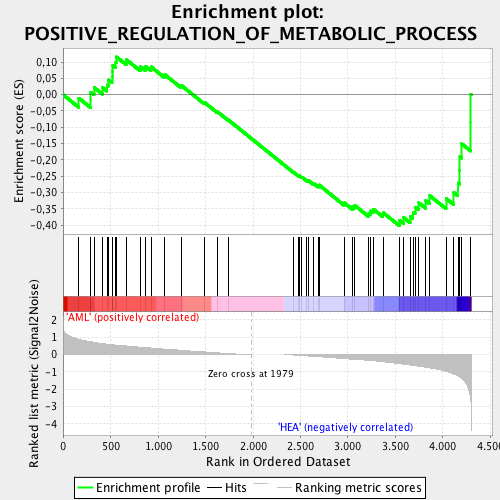 Enrichment plot:
POSITIVE_REGULATION_OF_METABOLIC_PROCESS
Enrichment score (ES)
0,10
0,05
0,00
-0,05
-0,10
-0,15
-0,20
-0,25
-0,30
-0,35
-0,40
'AML' (positively correlated)
Ranked list metric (Signal2Noise)
2
1
0
-1
-2
-3
-4
Zero cross at 1979
'HEA' (negatively correlated)
0 500 1.000 1.500 2.000 2.500 3.000 3.500 4.000 4.500
Rank in Ordered Dataset
Enrichment profile Hits Ranking metric scores